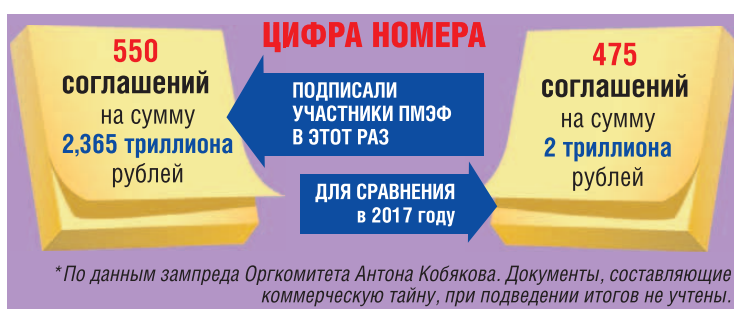 ЦИФРА НОМЕРА
550
соглашений
на сумму
2,365 триллиона
рублей
ПОДПИСАЛИ
УЧАСТНИКИ ПМЭФ
В ЭТОТ РАЗ
475
соглашений
на сумму
2 триллиона
рублей
ДЛЯ СРАВНЕНИЯ
в 2017 году
*По данным зампреда Оргкомитета Антона Кобякова. Документы, составляющие
коммерческую тайну, при подведении итогов не учтены.